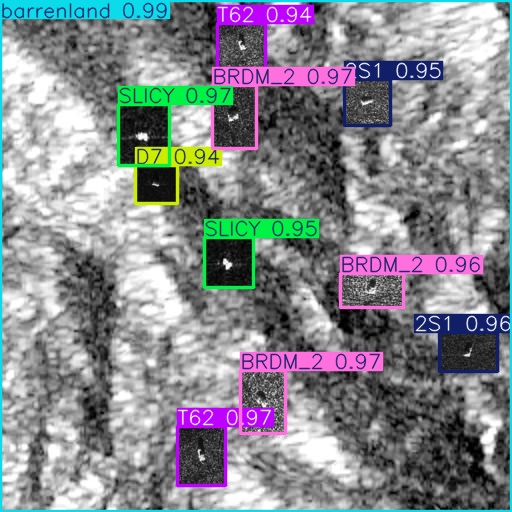 barrenland 0.99
T62 0.94
2S1 0.95
BRDM_2 0.97
SLICY 0.97
D7 0.94
SLICY 0.95
BRDM_2 0.96
2S1 0.96
BRDM_2 0.97
T62 0.97